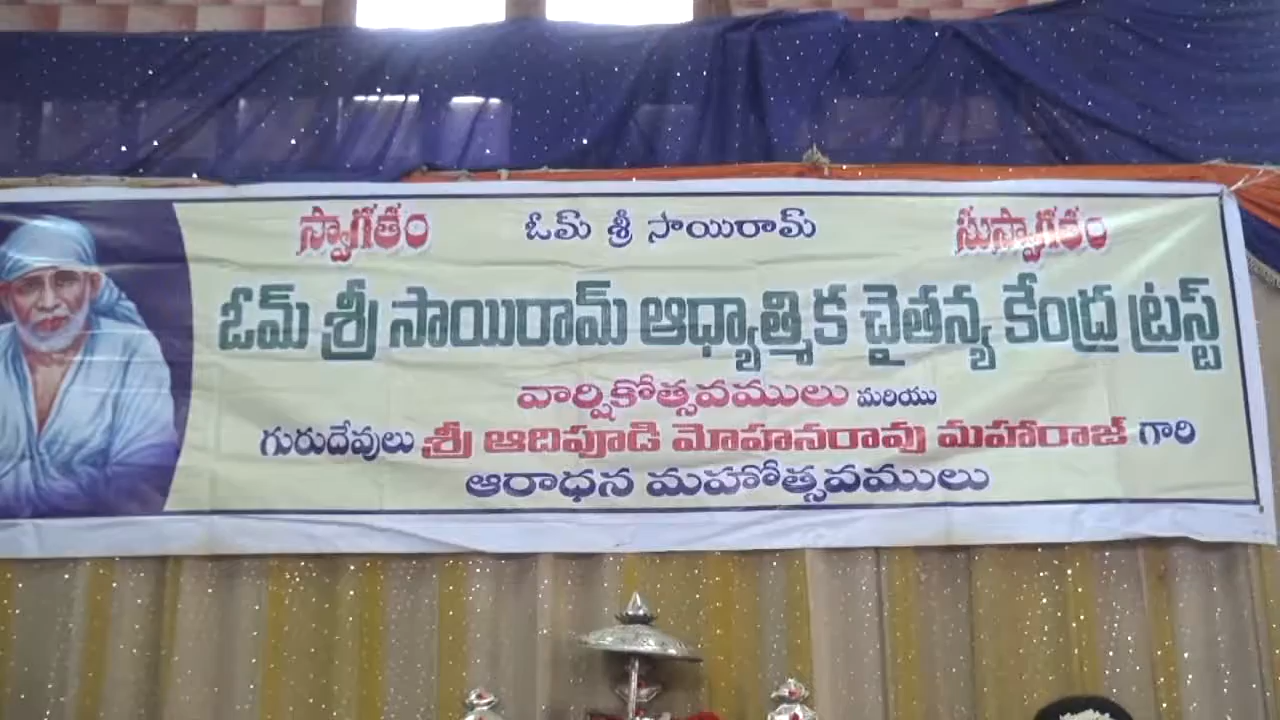 స్వాగతం ఓమ్ శ్రీ సాయిరామ్ సుస్వాగతం
ఓమ్ శ్రీ సాయిరామ్ ఆధ్యాత్మిక చైతన్య కేంద్ర ట్రస్ట్
వార్షికోత్సవములు మరియు
గురుదేవులు శ్రీ ఆదిపూడి మోహనరావు మహారాజ్ గారి
ఆరాధన మహోత్సవములు